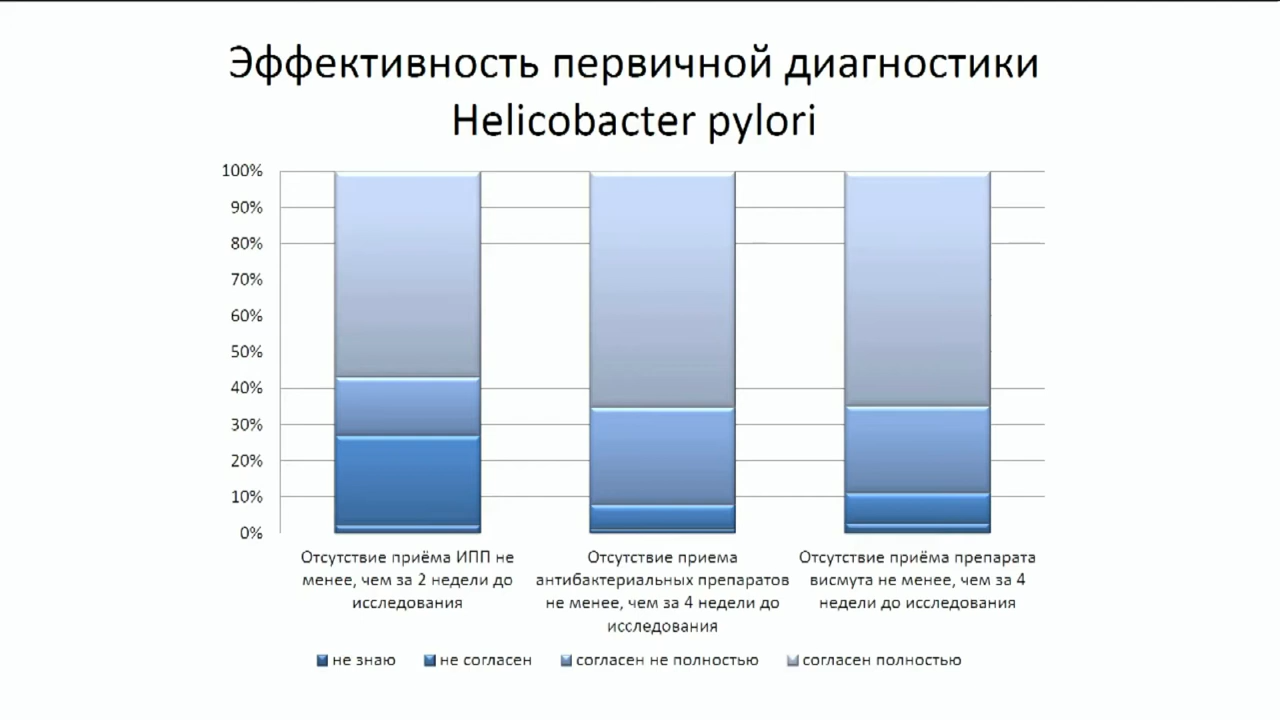 Эффективность первичной диагностики
Helicobacter pylori
100%
90%
80%
70%
60%
50%
40%
30%
20%
10%
0%
Отсутствие приёма ИПП не
менее, чем за 2 недели до
исследования
Отсутствие приема
антибактериальных препаратов
не менее, чем за 4 недели до
исследования
Отсутствие приёма препарата
висмута не менее, чем за 4
недели до исследования
не знаю не согласен согласен не полностью согласен полностью